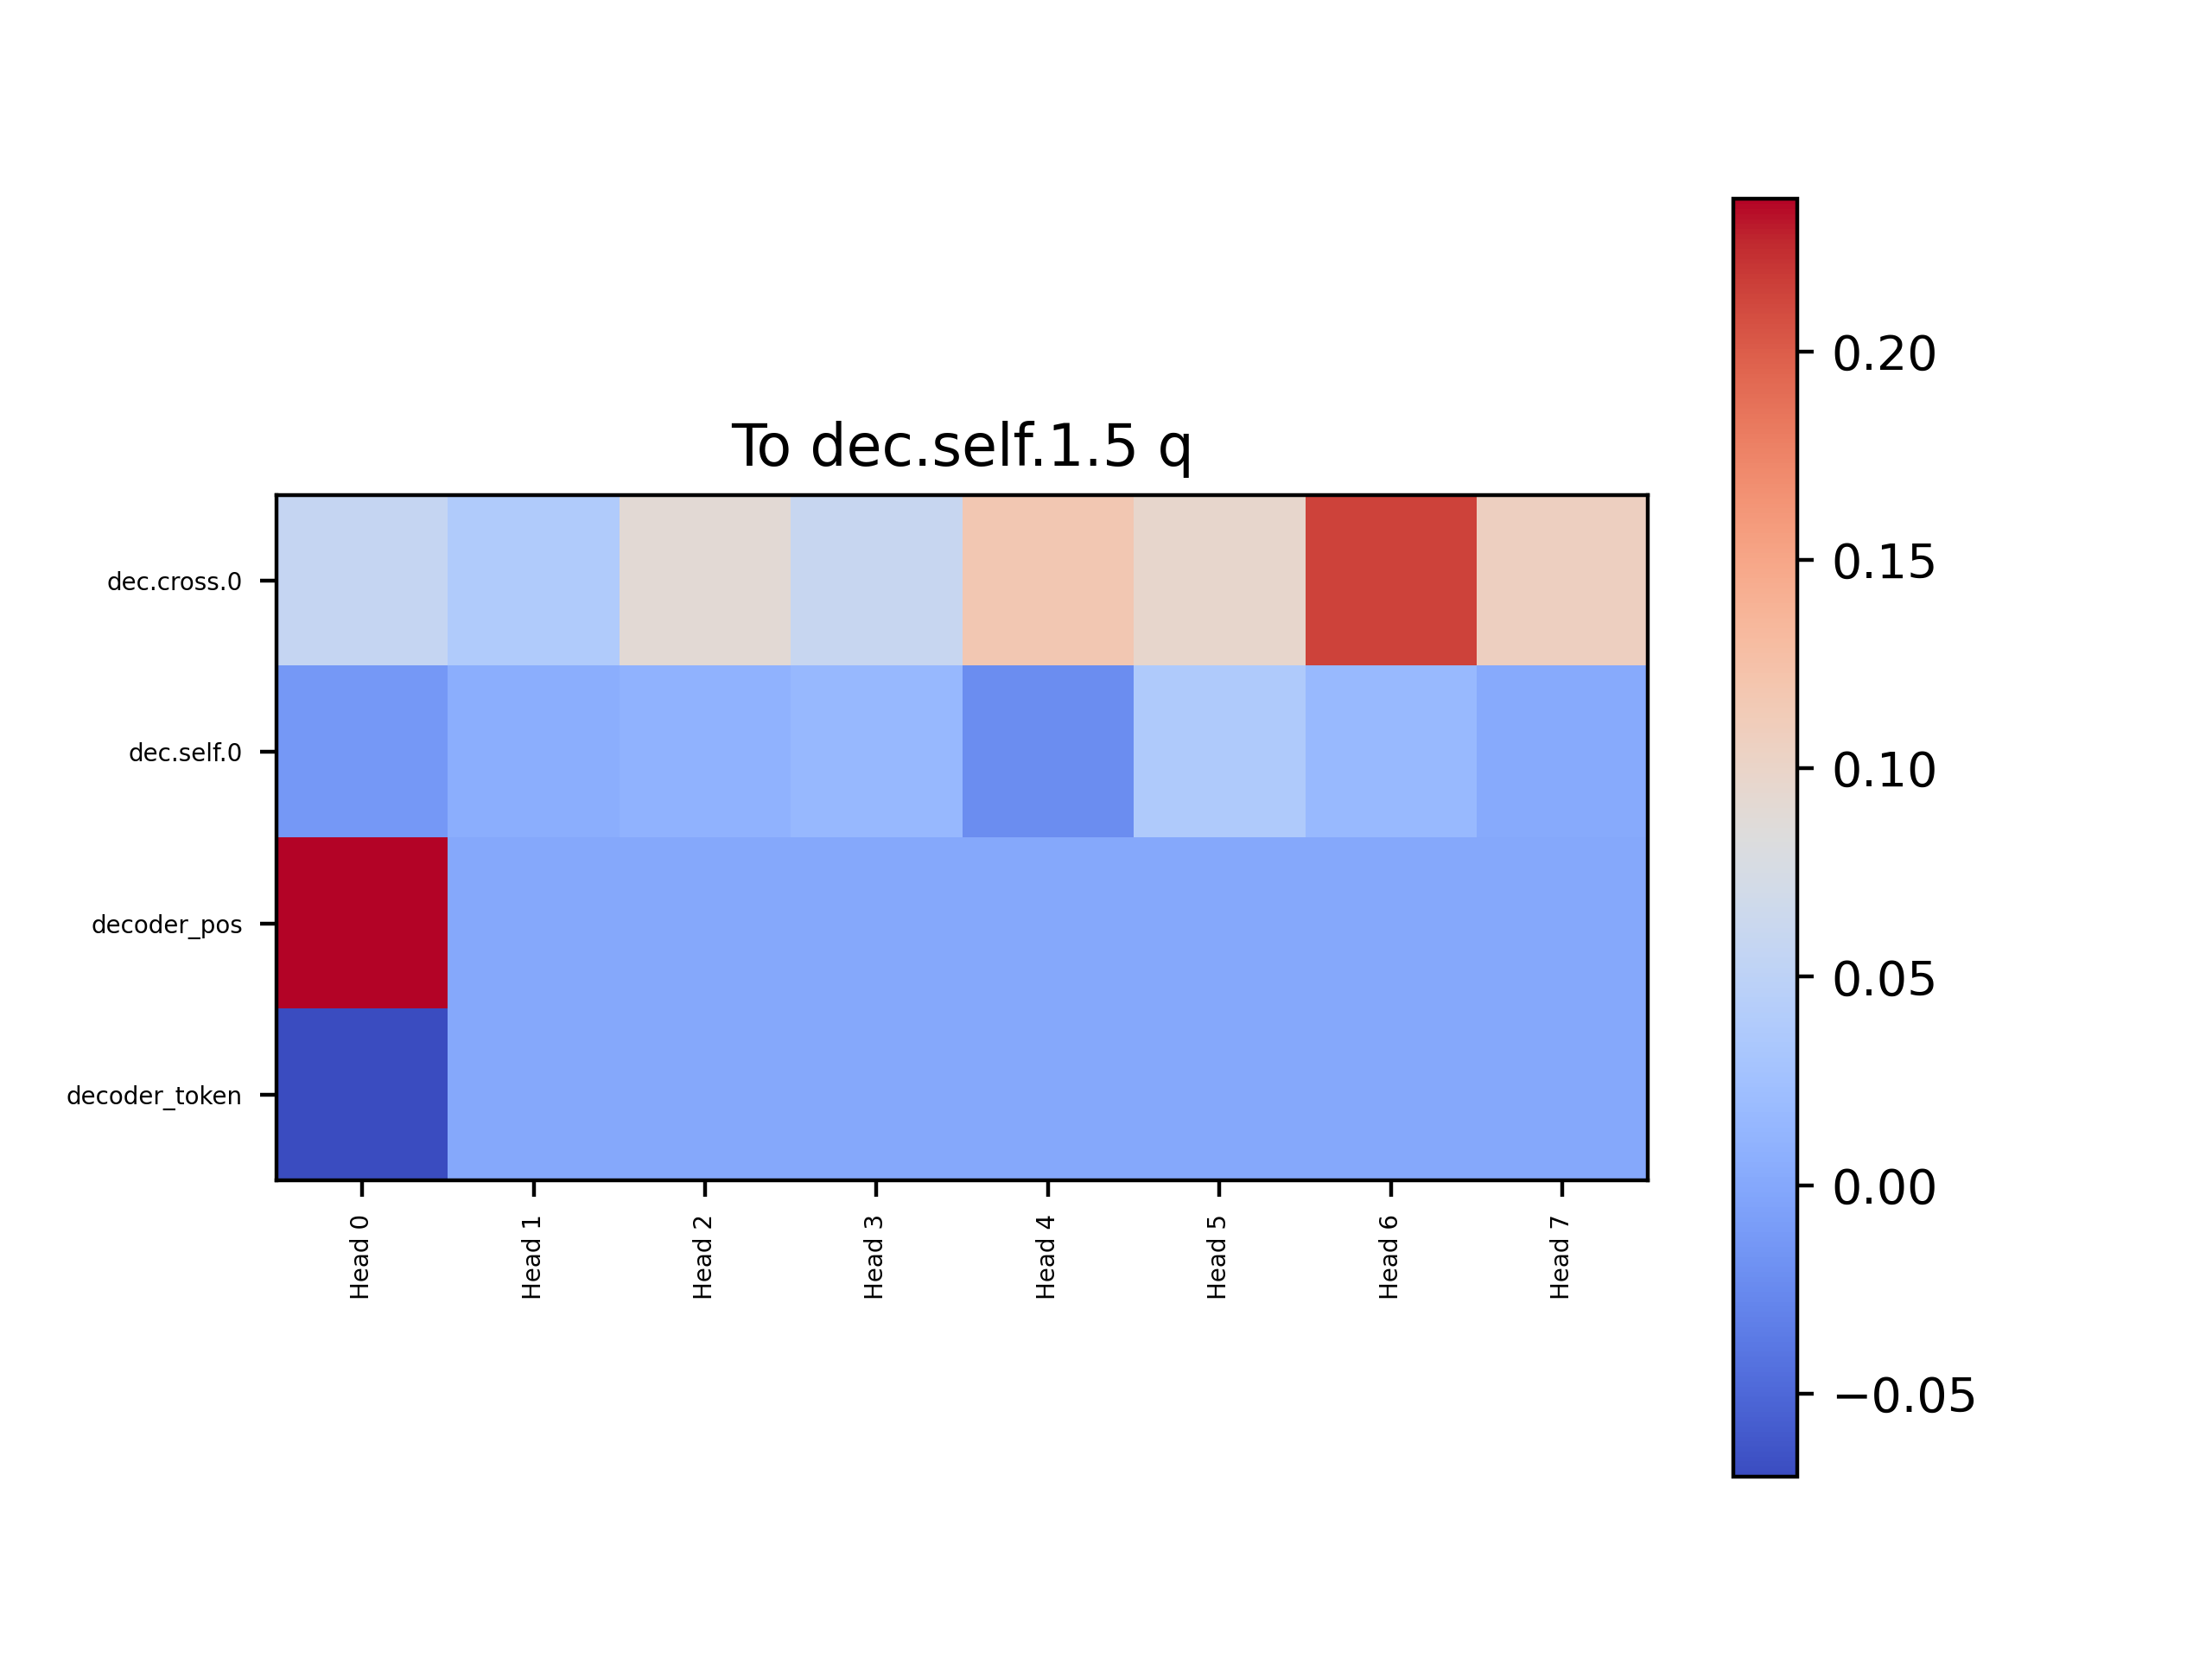 To dec.self.1.5 q
dec.cross.0
dec.self.0
decoder_pos
decoder_token
Head 0
Head 1
Head 2
Head 3
Head 4
Head 5
Head 6
Head 7
0.20
0.15
0.10
0.05
0.00
−0.05